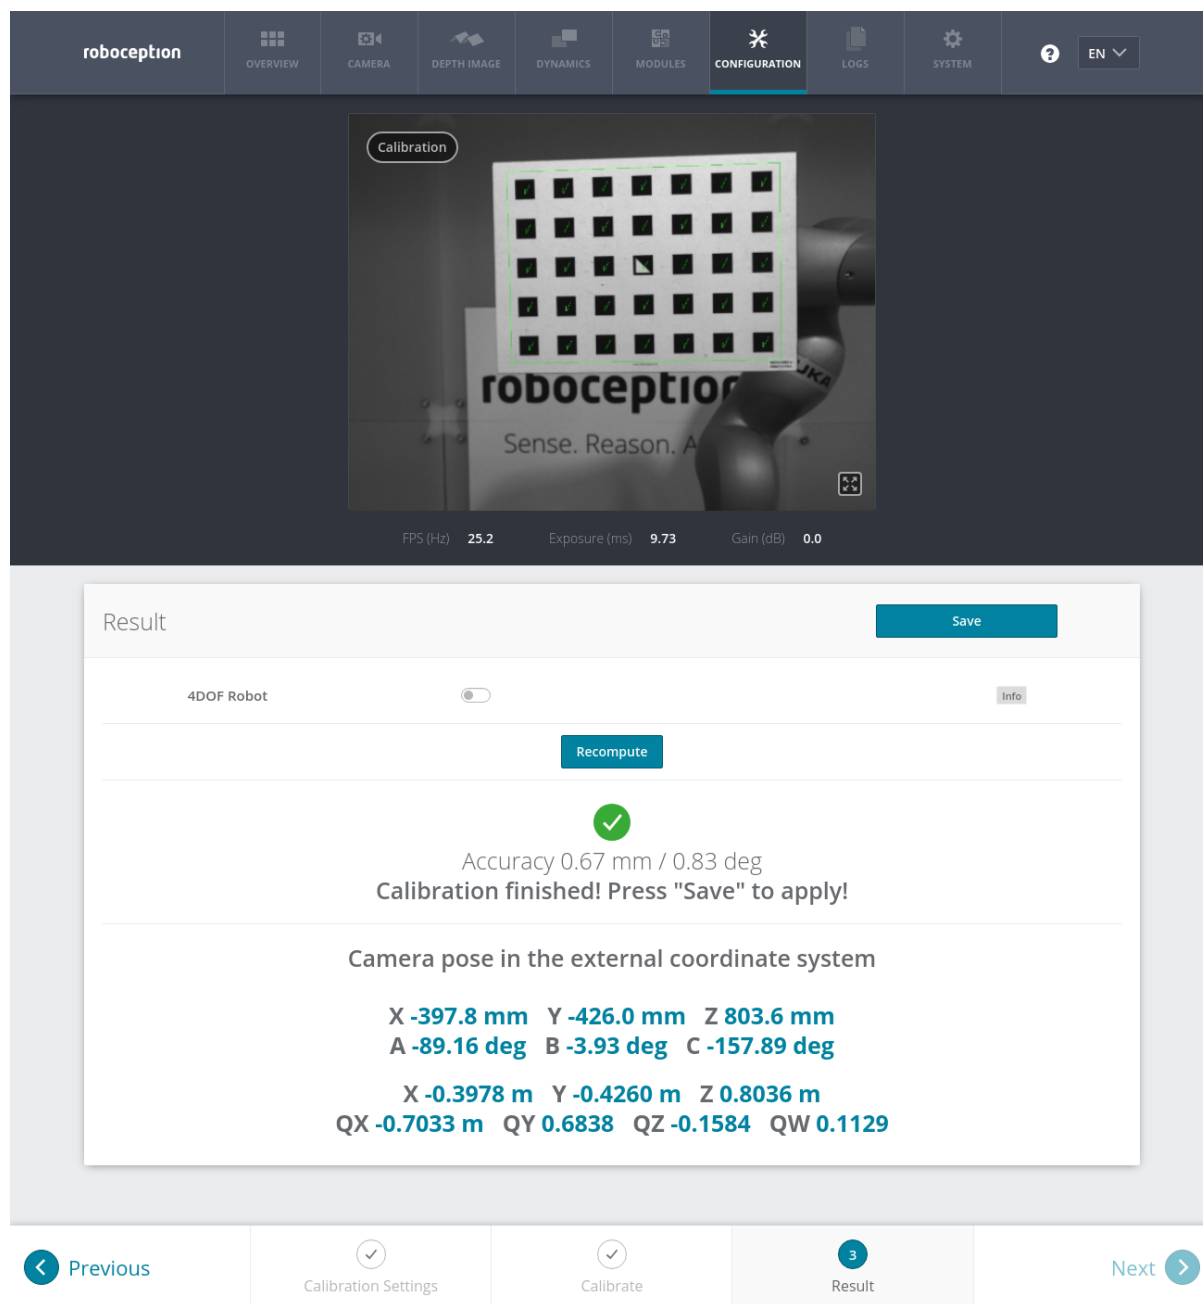 roboception
OVERVIEW
CAMERA
DEPTH IMAGE
DYNAMICS
MODULES
CONFIGURATION
LOGS
SYSTEM
EN
Calibration
KUKA
roboception
Sense. Reason. A
FPS (Hz) 25.2 Exposure (ms) 9.73 Gain (dB) 0.0
Result
Save
4DOF Robot
Info
Recompute
Accuracy 0.67 mm / 0.83 deg
Calibration finished! Press "Save" to apply!
Camera pose in the external coordinate system
X -397.8 mm Y -426.0 mm Z 803.6 mm
A -89.16 deg B -3.93 deg C -157.89 deg
X -0.3978 m Y -0.4260 m Z 0.8036 m
QX -0.7033 m QY 0.6838 QZ -0.1584 QW 0.1129
Previous
Calibration Settings
Calibrate
3
Result
Next